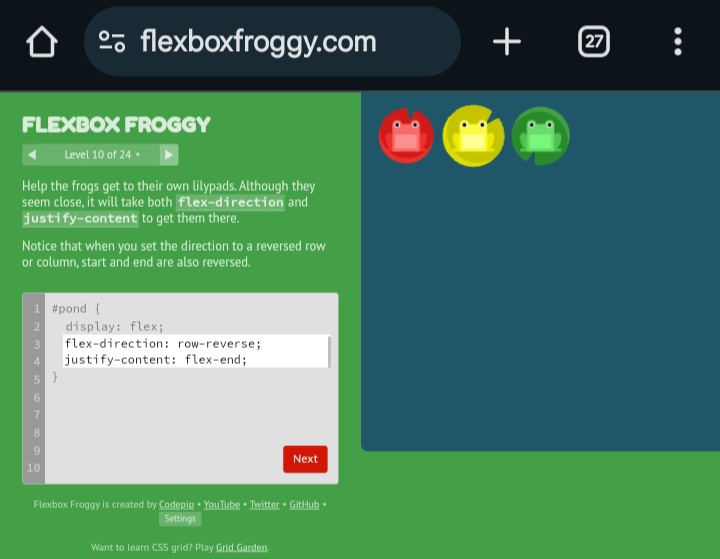 flexboxfroggy.com
27
FLEXBOX FROGGY
Level 10 of 24
Help the frogs get to their own lilypads. Although they
seem close, it will take both flex-direction and
justify-content to get them there.
Notice that when you set the direction to a reversed row
or column, start and end are also reversed.
1 #pond {
2 display: flex;
3 flex-direction: row-reverse;
4 justify-content: flex-end;
5 }
6
7
8
9
10
Next
Flexbox Froggy is created by Codepip • YouTube • Twitter • GitHub •
Settings
Want to learn CSS grid? Play Grid Garden.